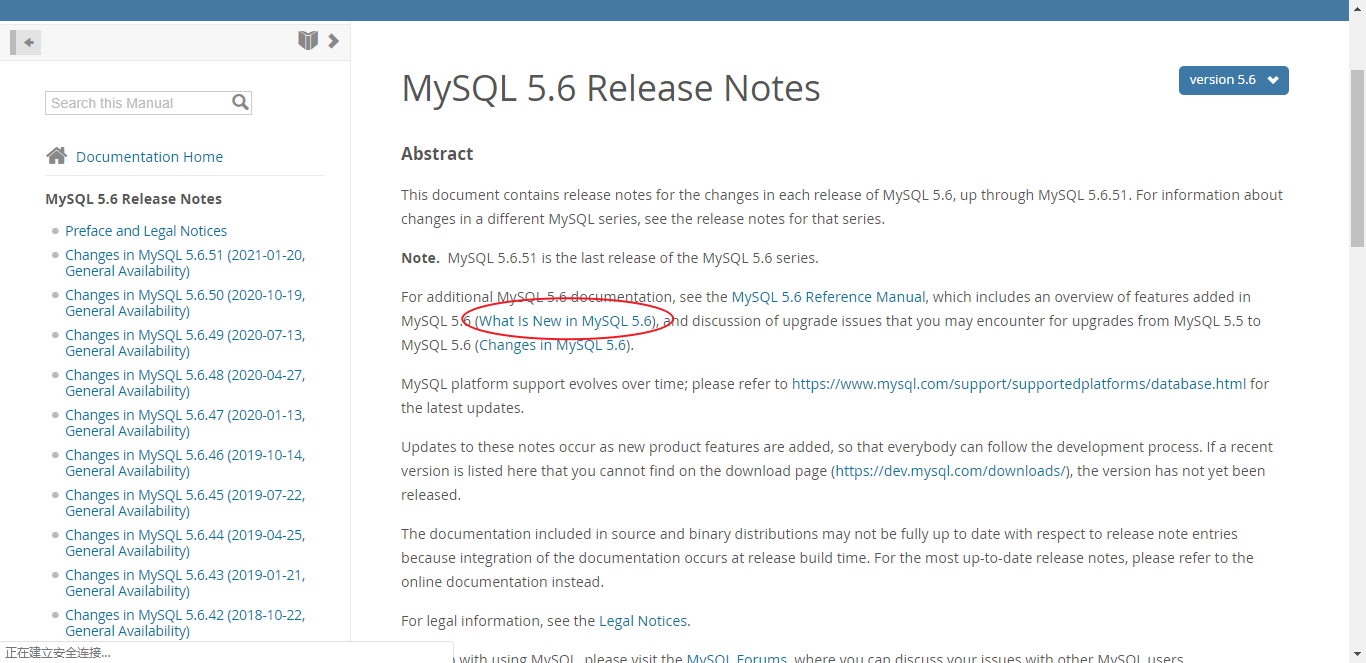 Search this Manual
Documentation Home
MySQL 5.6 Release Notes
Preface and Legal Notices
Changes in MySQL 5.6.51 (2021-01-20,
General Availability)
Changes in MySQL 5.6.50 (2020-10-19,
General Availability)
Changes in MySQL 5.6.49 (2020-07-13,
General Availability)
Changes in MySQL 5.6.48 (2020-04-27,
General Availability)
Changes in MySQL 5.6.47 (2020-01-13,
General Availability)
Changes in MySQL 5.6.46 (2019-10-14,
General Availability)
Changes in MySQL 5.6.45 (2019-07-22,
General Availability)
Changes in MySQL 5.6.44 (2019-04-25,
General Availability)
Changes in MySQL 5.6.43 (2019-01-21,
General Availability)
Changes in MySQL 5.6.42 (2018-10-22,
General Availability)
正在建立安全连接...
MySQL 5.6 Release Notes
version 5.6
Abstract
This document contains release notes for the changes in each release of MySQL 5.6, up through MySQL 5.6.51. For information about
changes in a different MySQL series, see the release notes for that series.
Note. MySQL 5.6.51 is the last release of the MySQL 5.6 series.
For additional MySQL 5.6 documentation, see the MySQL 5.6 Reference Manual, which includes an overview of features added in
MySQL 5.6 (What Is New in MySQL 5.6), and discussion of upgrade issues that you may encounter for upgrades from MySQL 5.5 to
MySQL 5.6 (Changes in MySQL 5.6).
MySQL platform support evolves over time; please refer to https://www.mysql.com/support/supportedplatforms/database.html for
the latest updates.
Updates to these notes occur as new product features are added, so that everybody can follow the development process. If a recent
version is listed here that you cannot find on the download page (https://dev.mysql.com/downloads/), the version has not yet been
released.
The documentation included in source and binary distributions may not be fully up to date with respect to release note entries
because integration of the documentation occurs at release build time. For the most up-to-date release notes, please refer to the
online documentation instead.
For legal information, see the Legal Notices.
with using MySQL, please visit the MySQL Forums, where you can discuss your issues with other MySQL users.